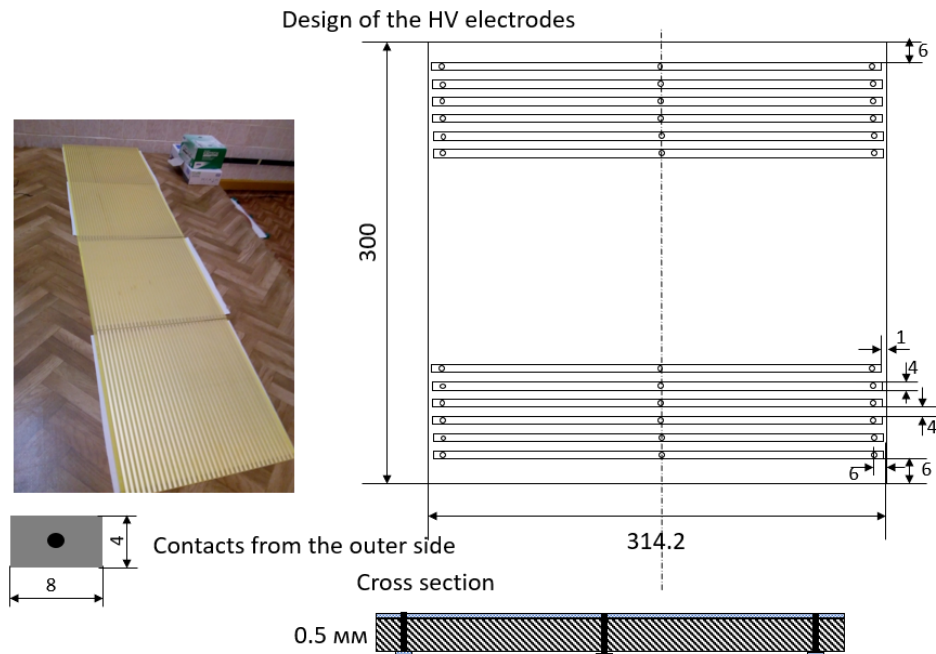 Design of the HV electrodes
6
300
1
4
4
6
6
314.2
4
8
Contacts from the outer side
Cross section
0.5 мм